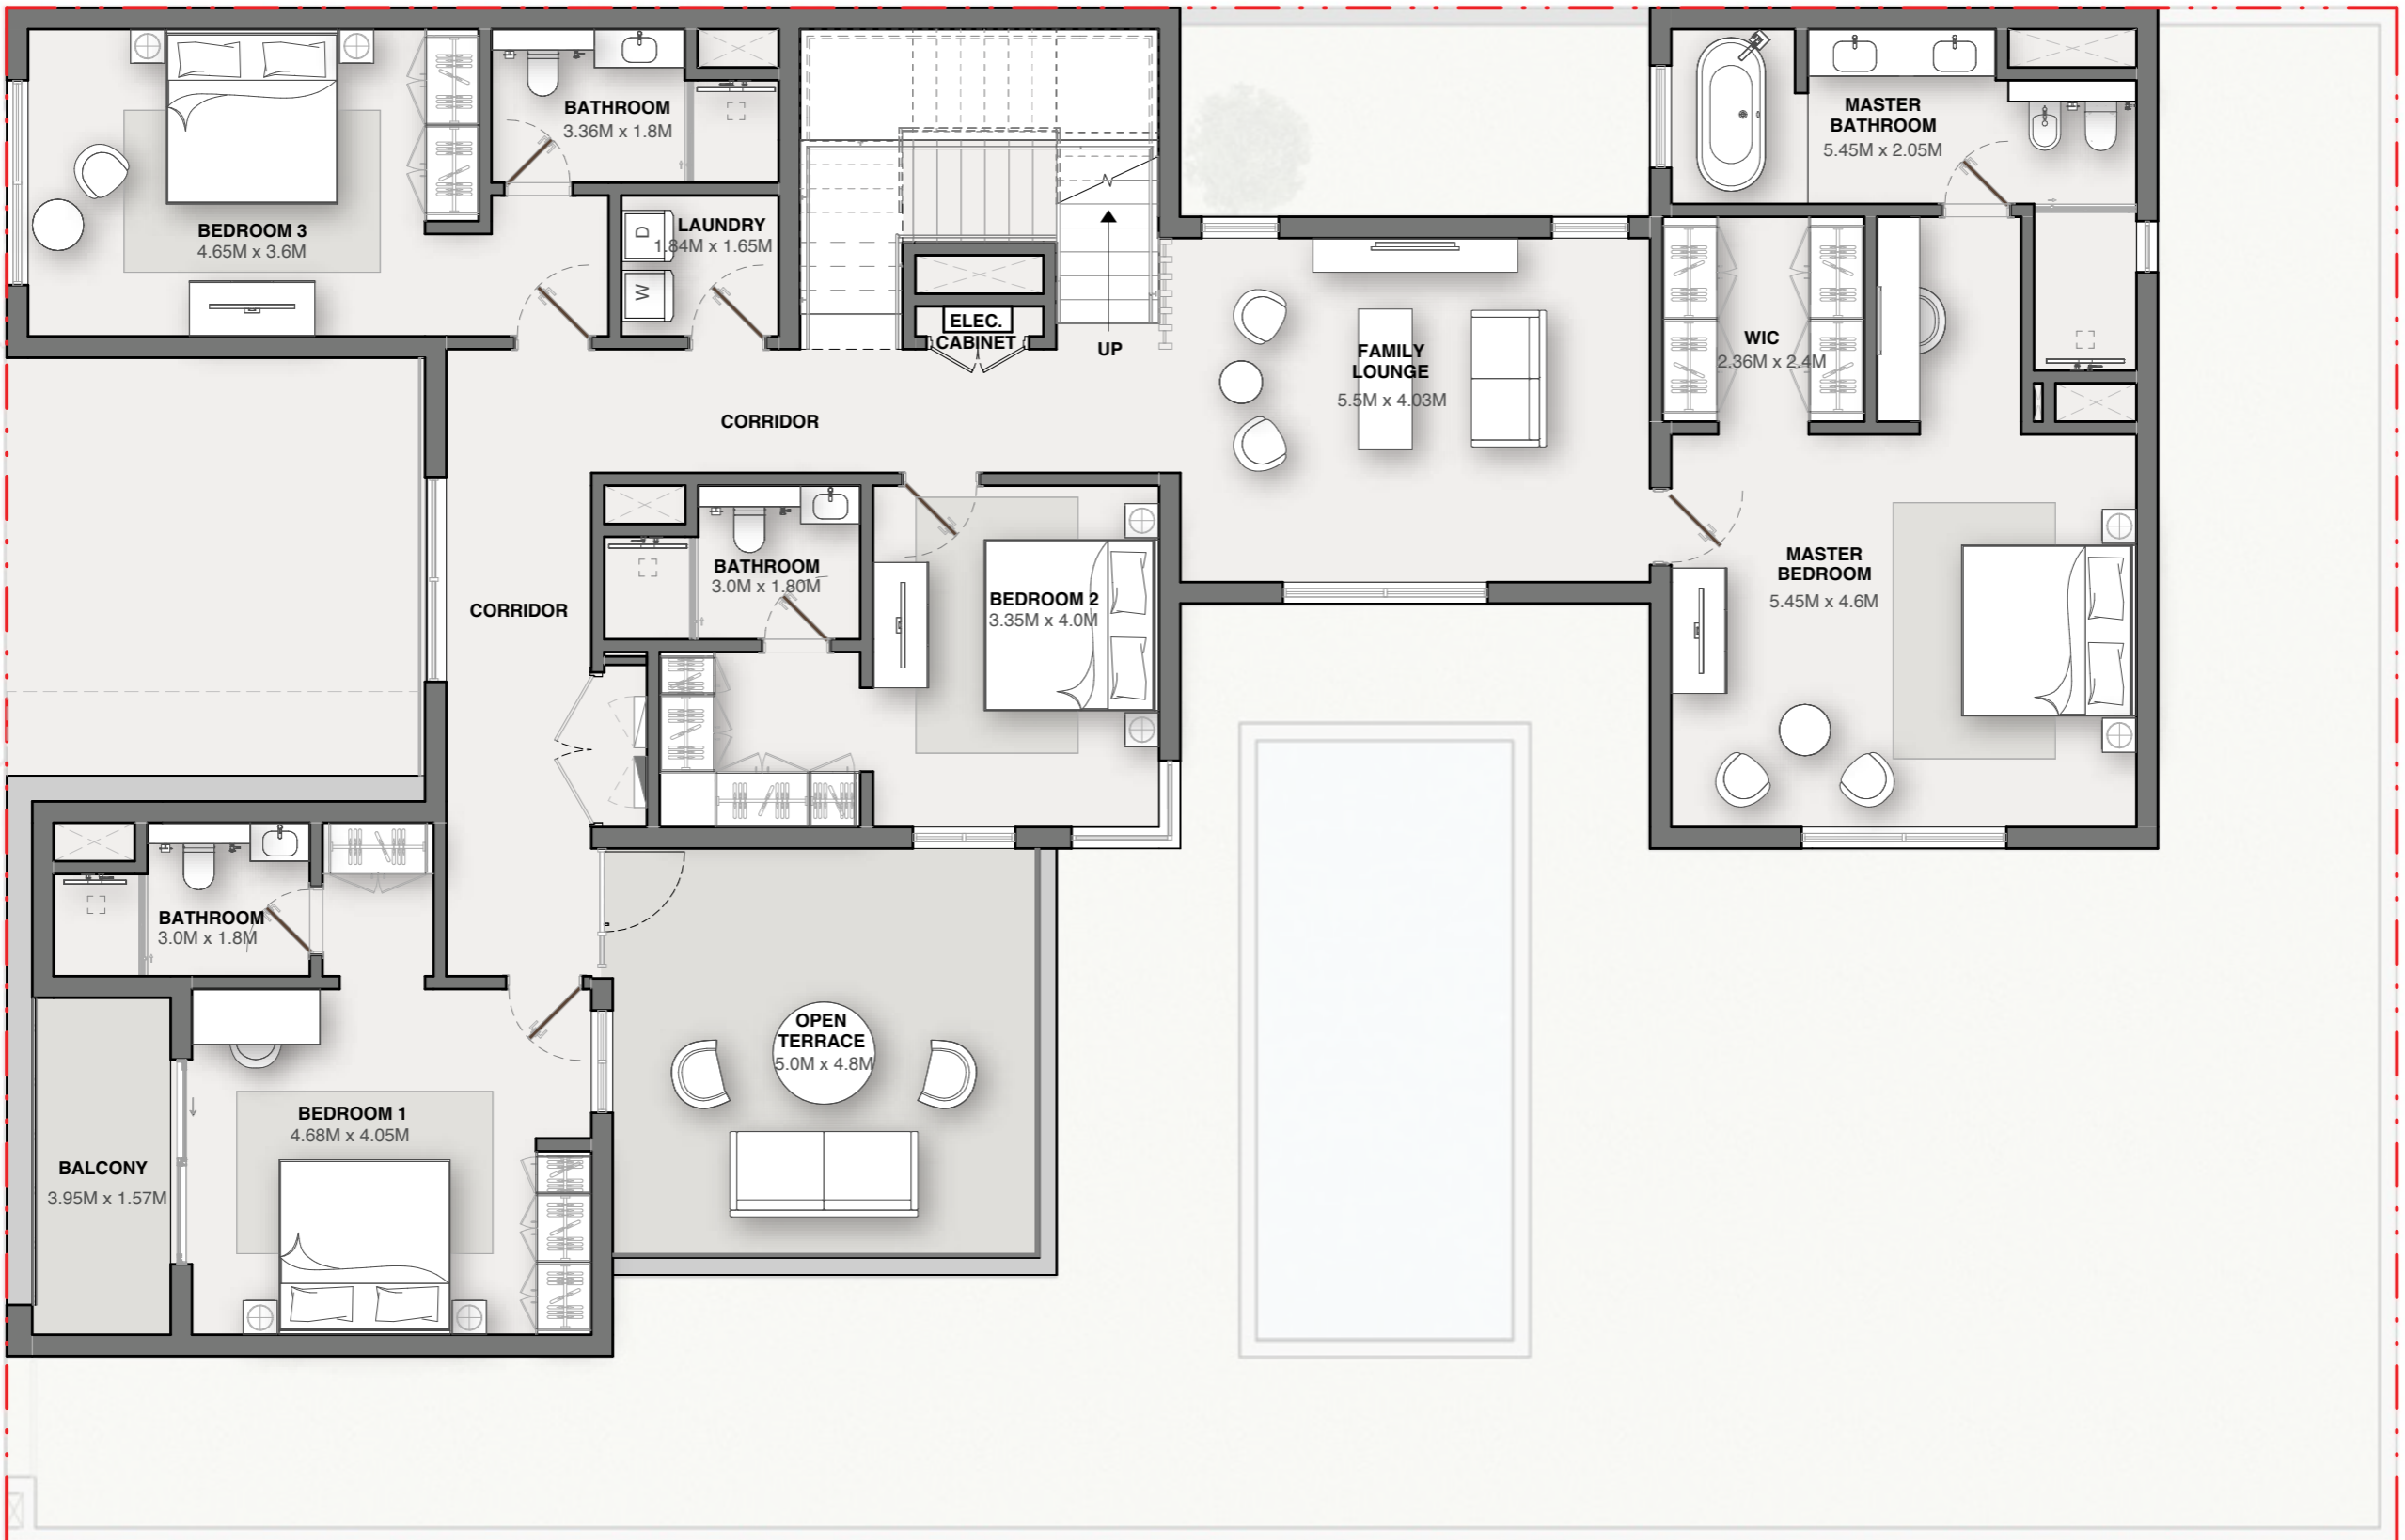 BEDROOM 3
4.65M x 3.6M
BATHROOM
3.36M x 1.8M
D
W
LAUNDRY
1.84M x 1.65M
ELEC.
CABINET
UP
N
MASTER
BATHROOM
5.45M x 2.05M
FAMILY
LOUNGE
5.5M x 4.03M
WIC
2.36M x 2.4M
CORRIDOR
CORRIDOR
BATHROOM
3.0M x 1.80M
BEDROOM 2
3.35M x 4.0M
MASTER
BEDROOM
5.45M x 4.6M
BATHROOM
3.0M x 1.8M
OPEN
TERRACE
5.0M x 4.8M
BEDROOM 1
4.68M x 4.05M
BALCONY
3.95M x 1.57M